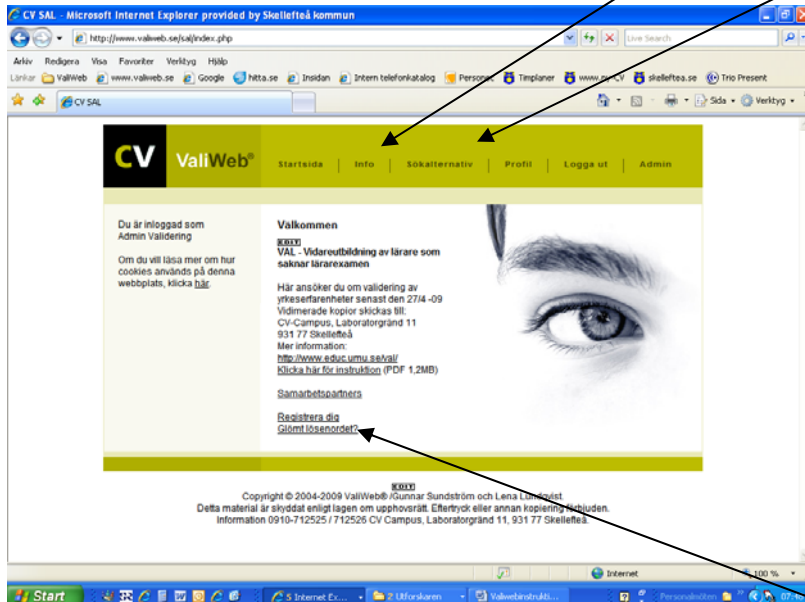 CV SAL - Microsoft Internet Explorer provided by Skellefteå kommun
http://www.valiweb.se/sal/index.php
Live Search
Arkiv Redigera Visa Favoriter Verktyg Hjälp
Länkar ValiWeb www.valiweb.se Google hitta.se Insidan Intern telefonkatalog Personec Timplaner www.ny-CV skelleftea.se Trio Present
CV SAL
Sida Verktyg
CV ValiWeb®
Startsida | Info | Sökalternativ | Profil | Logga ut | Admin
Du är inloggad som
Admin Validering
Om du vill läsa mer om hur
cookies används på denna
webbplats, klicka här.
Välkommen
EDIT
VAL - Vidareutbildning av lärare som
saknar lärarexamen
Här ansöker du om validering av
yrkeserfarenheter senast den 27/4 -09
Vidimerade kopior skickas till:
CV-Campus, Laboratorgränd 11
931 77 Skellefteå
Mer information:
http://www.educ.umu.se/val/
Klicka här för instruktion (PDF 1,2MB)
Samarbetspartners
Registrera dig
Glömt lösenordet?
EDIT
Copyright © 2004-2009 ValiWeb® /Gunnar Sundström och Lena Lundqvist.
Detta material är skyddat enligt lagen om upphovsrätt. Eftertryck eller annan kopiering förbjuden.
Information 0910-712525 / 712526 CV Campus, Laboratorgränd 11, 931 77 Skellefteå.
Internet
100 %
Start
5 Internet Ex...
2 Utforskaren
Valiwebinstrukti...
Personalmöten